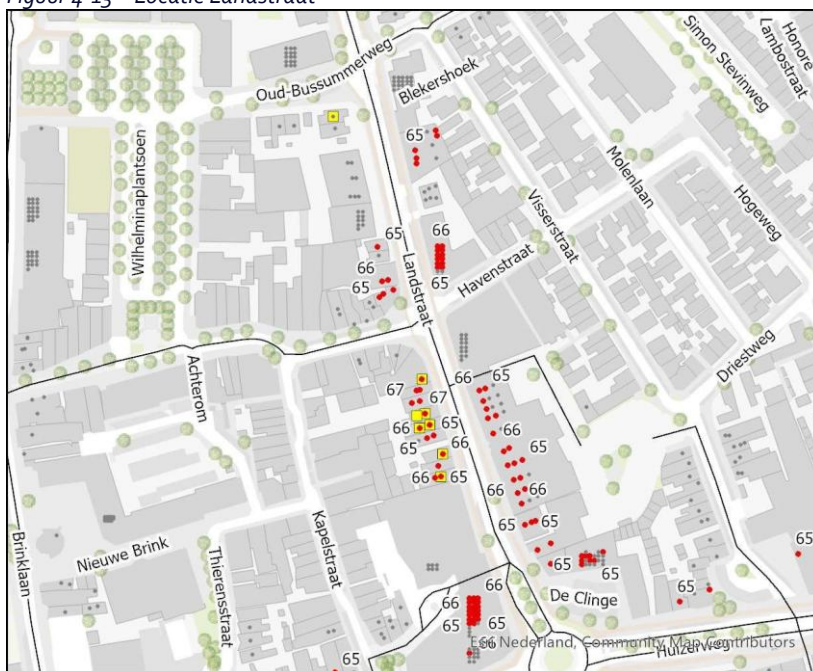 Figuur 4-15 Locatie Landstraat
Oud-Bussummerweg
Blekershoek
Simon Stevinweg
Honore
Lambostraat
Wilhelminaplantsoen
65
Molenlaan
Visserstraat
Hogeweg
65
66
66
65
65
Landstraat
Havenstraat
Achterom
Driestweg
67
67
66
65
66
65
65
66
66
65
66
65
66
66
65
65
Nieuwe Brink
Brinklaan
Thierensstraat
Kapelstraat
65
65
65
66
66
65
65
De Clinge
Nederland, Community Map Contributors
Huizerweg
65